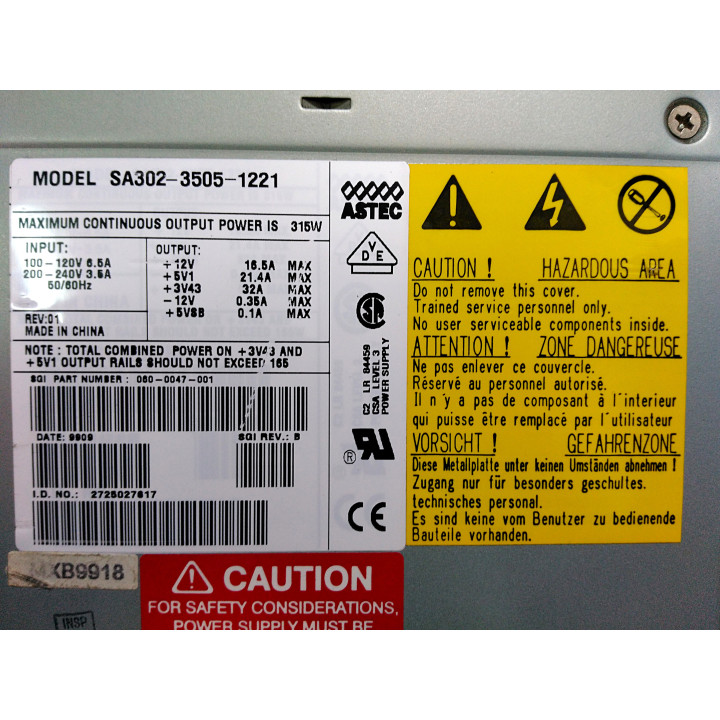 MODEL SA302-3505-1221
ASTEC
MAXIMUM CONTINUOUS OUTPUT POWER IS 315W
INPUT:
100-120V 6.5A
200-240V 3.5A
50/60Hz
OUTPUT:
+12V 16.5A MAX
+5V1 21.4A MAX
+3V43 32A MAX
-12V 0.35A MAX
+5VSB 0.1A MAX
REV:01
MADE IN CHINA
NOTE : TOTAL COMBINED POWER ON +3V43 AND
+5V1 OUTPUT RAILS SHOULD NOT EXCEED 165
SGI PART NUMBER : 060-0047-001
DATE: 9909 SGI REV.: B
I.D. NO.: 2725027617
DVE
C2 LR 84459
CSA LEVEL 3
POWER SUPPLY
CAUTION ! HAZARDOUS AREA
Do not remove this cover.
Trained service personnel only.
No user serviceable components inside.
ATTENTION ! ZONE DANGEREUSE
Ne pas enlever ce couvercle.
Réservé au personnel autorisé.
Il n'y a pas de composant à l'interieur
qui puisse être remplacé par l'utilisateur
VORSICHT ! GEFAHRENZONE
Diese Metallplatte unter keinen Umständen abnehmen !
Zugang nur für besonders geschultes.
technisches personal.
Es sind keine vom Benutzer zu bedienende
Bauteile vorhanden.
MXB9918
INSP
CAUTION
FOR SAFETY CONSIDERATIONS,
POWER SUPPLY MUST BE